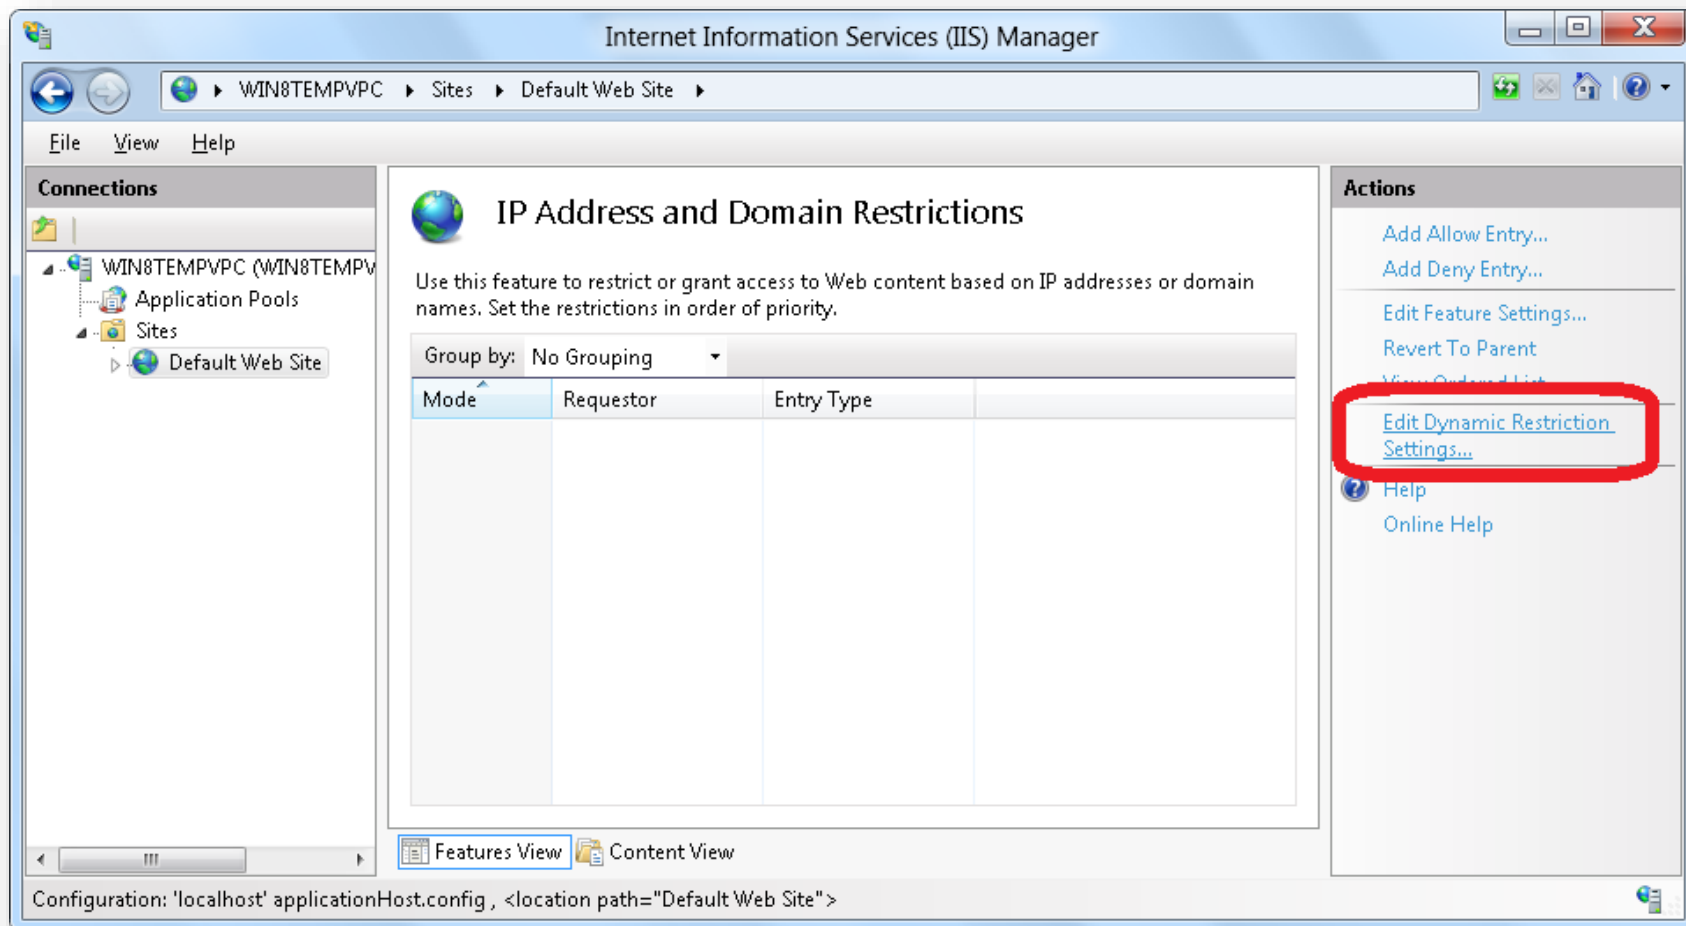 Internet Information Services (IIS) Manager
WIN8TEMPVPC Sites Default Web Site
File View Help
Connections
WIN8TEMPVPC (WIN8TEMPV
Application Pools
Sites
Default Web Site
IP Address and Domain Restrictions
Use this feature to restrict or grant access to Web content based on IP addresses or domain
names. Set the restrictions in order of priority.
Group by: No Grouping
Mode Requestor Entry Type
Features View Content View
Actions
Add Allow Entry...
Add Deny Entry...
Edit Feature Settings...
Revert To Parent
View Ordered List...
Edit Dynamic Restriction
Settings...
Help
Online Help
Configuration: 'localhost' applicationHost.config , <location path="Default Web Site">